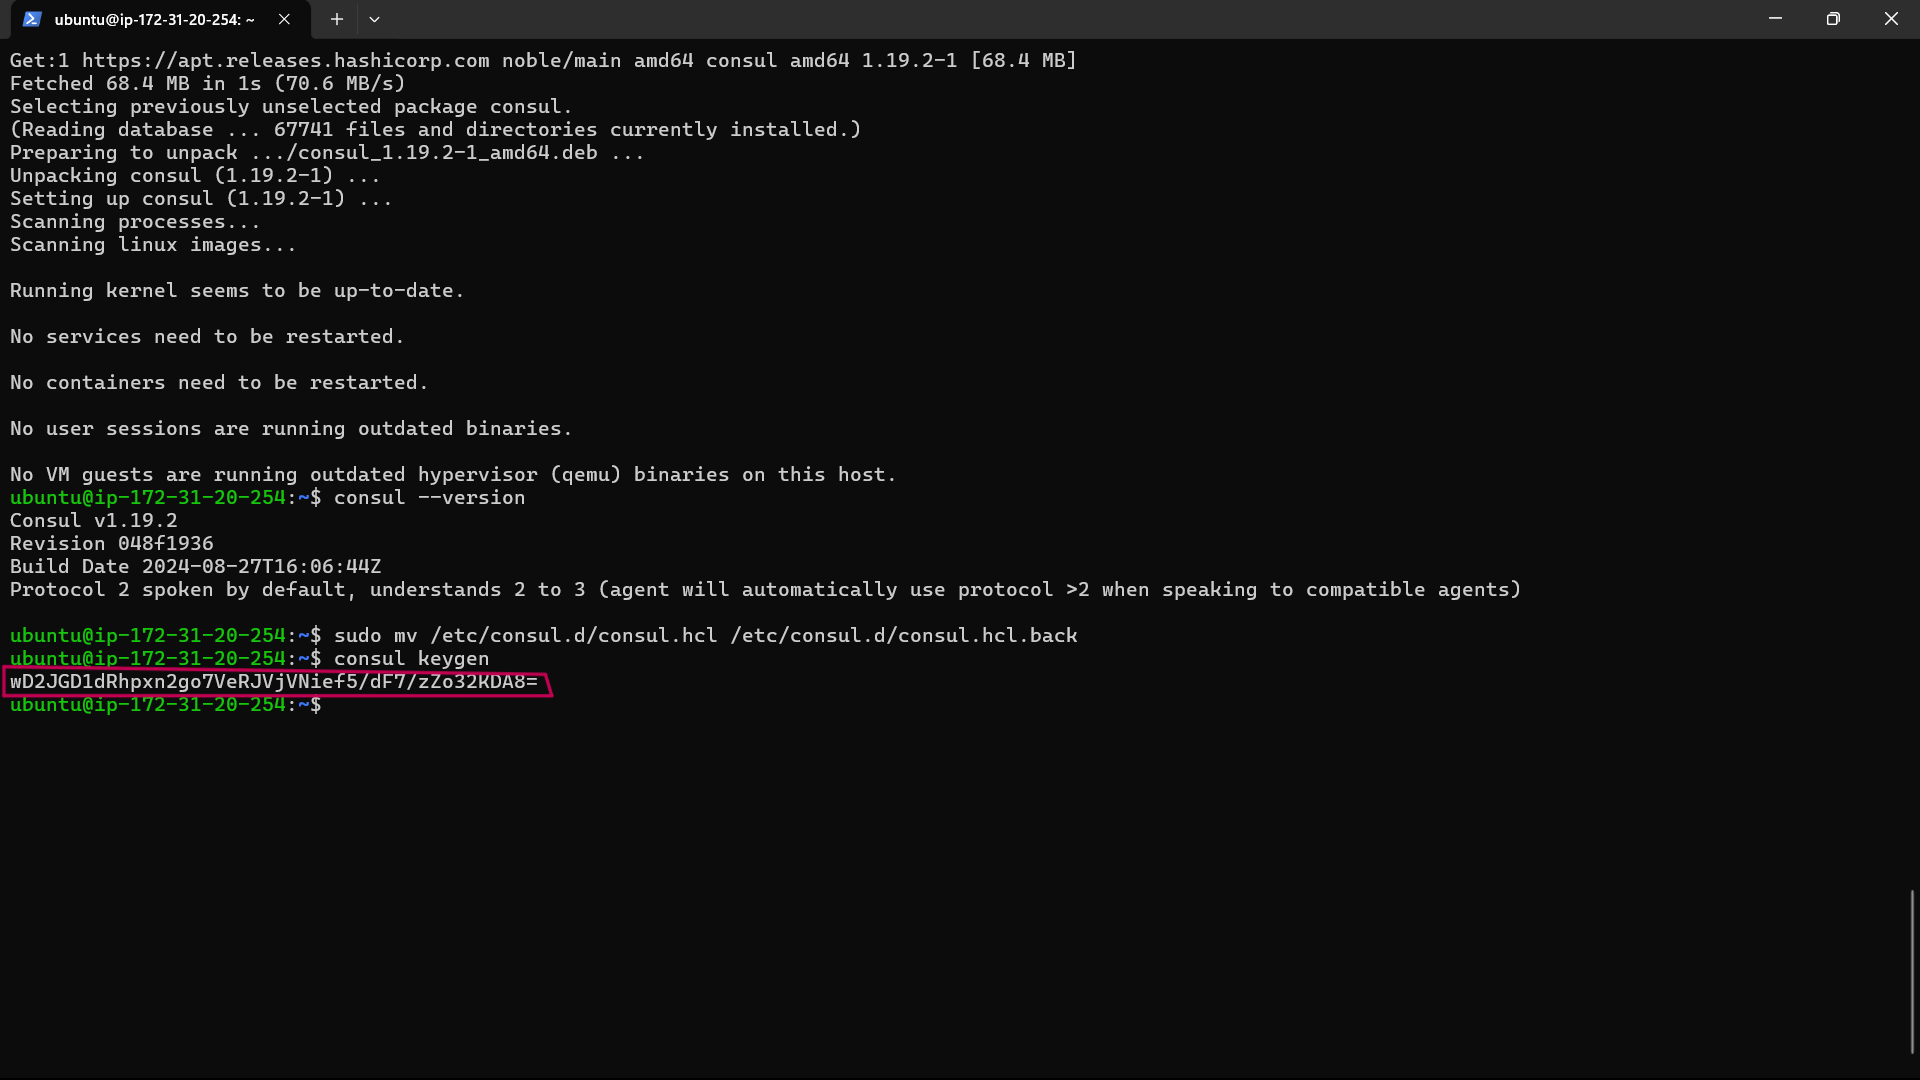 ubuntu@ip-172-31-20-254: ~
Get:1 https://apt.releases.hashicorp.com noble/main amd64 consul amd64 1.19.2-1 [68.4 MB]
Fetched 68.4 MB in 1s (70.6 MB/s)
Selecting previously unselected package consul.
(Reading database ... 67741 files and directories currently installed.)
Preparing to unpack .../consul_1.19.2-1_amd64.deb ...
Unpacking consul (1.19.2-1) ...
Setting up consul (1.19.2-1) ...
Scanning processes...
Scanning linux images...
Running kernel seems to be up-to-date.
No services need to be restarted.
No containers need to be restarted.
No user sessions are running outdated binaries.
No VM guests are running outdated hypervisor (qemu) binaries on this host.
ubuntu@ip-172-31-20-254:~$ consul --version
Consul v1.19.2
Revision 048f1936
Build Date 2024-08-27T16:06:44Z
Protocol 2 spoken by default, understands 2 to 3 (agent will automatically use protocol >2 when speaking to compatible agents)
ubuntu@ip-172-31-20-254:~$ sudo mv /etc/consul.d/consul.hcl /etc/consul.d/consul.hcl.back
ubuntu@ip-172-31-20-254:~$ consul keygen
wD2JGD1dRhpxn2go7VeRJVjVNief5/dF7/zZo32KDA8=
ubuntu@ip-172-31-20-254:~$